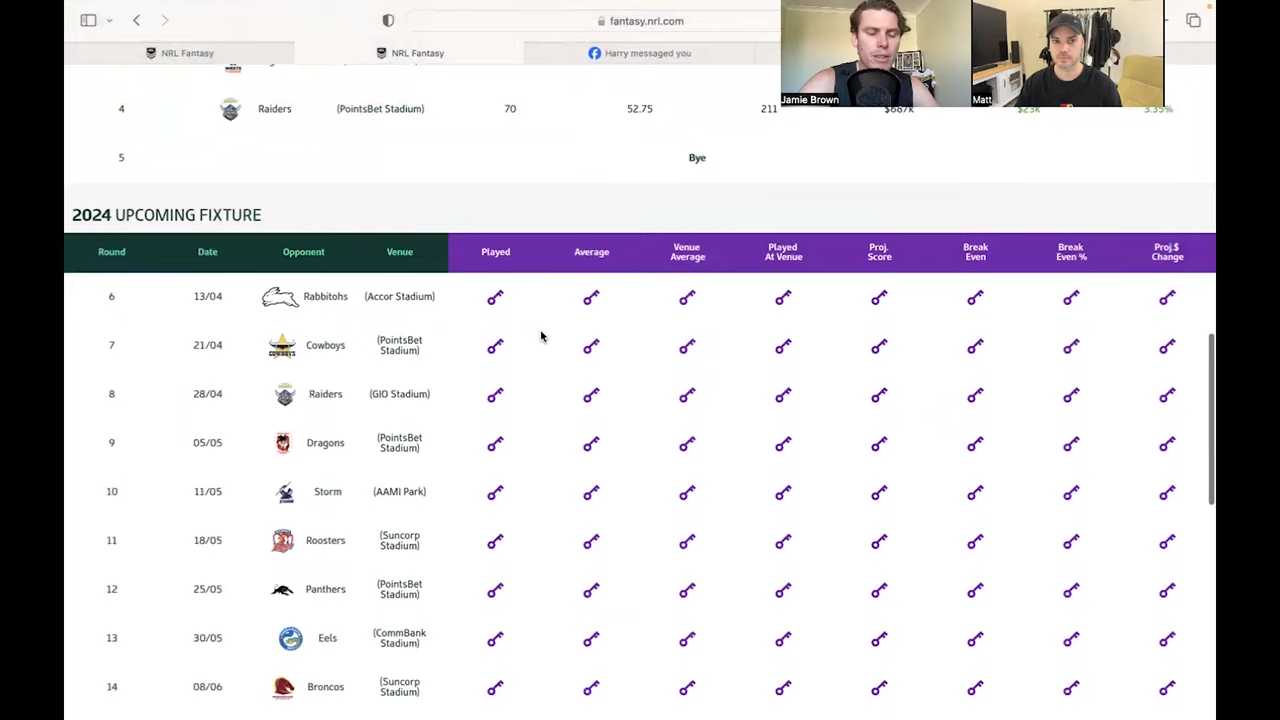 fantasy.nrl.com
NRL Fantasy NRL Fantasy Harry messaged you
Jamie Brown Matt
4 Raiders (PointsBet Stadium) 70 52.75 211 $687k $23k 3.35%
5 Bye
2024 UPCOMING FIXTURE
Round Date Opponent Venue Played Average Venue Average Played At Venue Proj. Score Break Even Break Even % Proj.$ Change
6 13/04 Rabbitohs (Accor Stadium)
7 21/04 Cowboys (PointsBet Stadium)
8 28/04 Raiders (GIO Stadium)
9 05/05 Dragons (PointsBet Stadium)
10 11/05 Storm (AAMI Park)
11 18/05 Roosters (Suncorp Stadium)
12 25/05 Panthers (PointsBet Stadium)
13 30/05 Eels (CommBank Stadium)
14 08/06 Broncos (Suncorp Stadium)